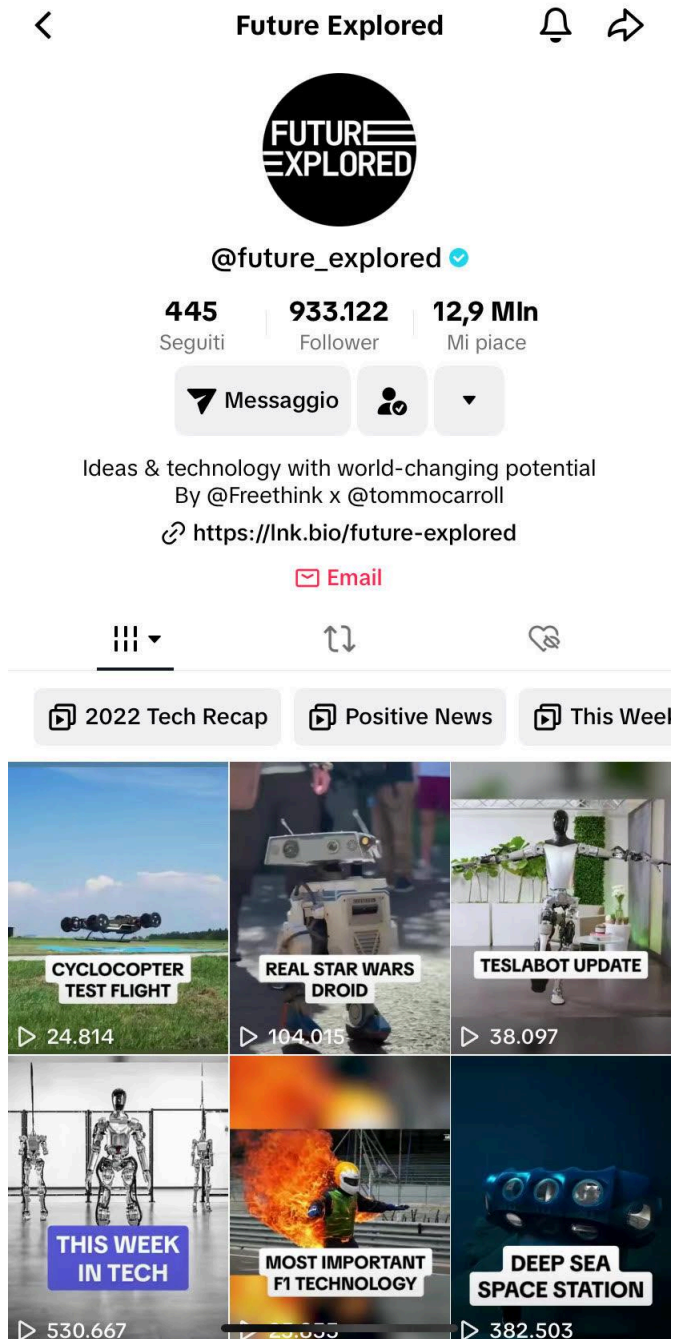 Future Explored
FUTURE
EXPLORED
@future_explored
445
933.122
12,9 Mln
Seguiti
Follower
Mi piace
Messaggio
Ideas & technology with world-changing potential
By @Freethink x @tommocarroll
https://lnk.bio/future-explored
Email
2022 Tech Recap
Positive News
This Week
CYCLOCOPTER
TEST FLIGHT
24.814
REAL STAR WARS
DROID
104.015
TESLABOT UPDATE
38.097
THIS WEEK
IN TECH
530.667
MOST IMPORTANT
F1 TECHNOLOGY
DEEP SEA
SPACE STATION
382.503